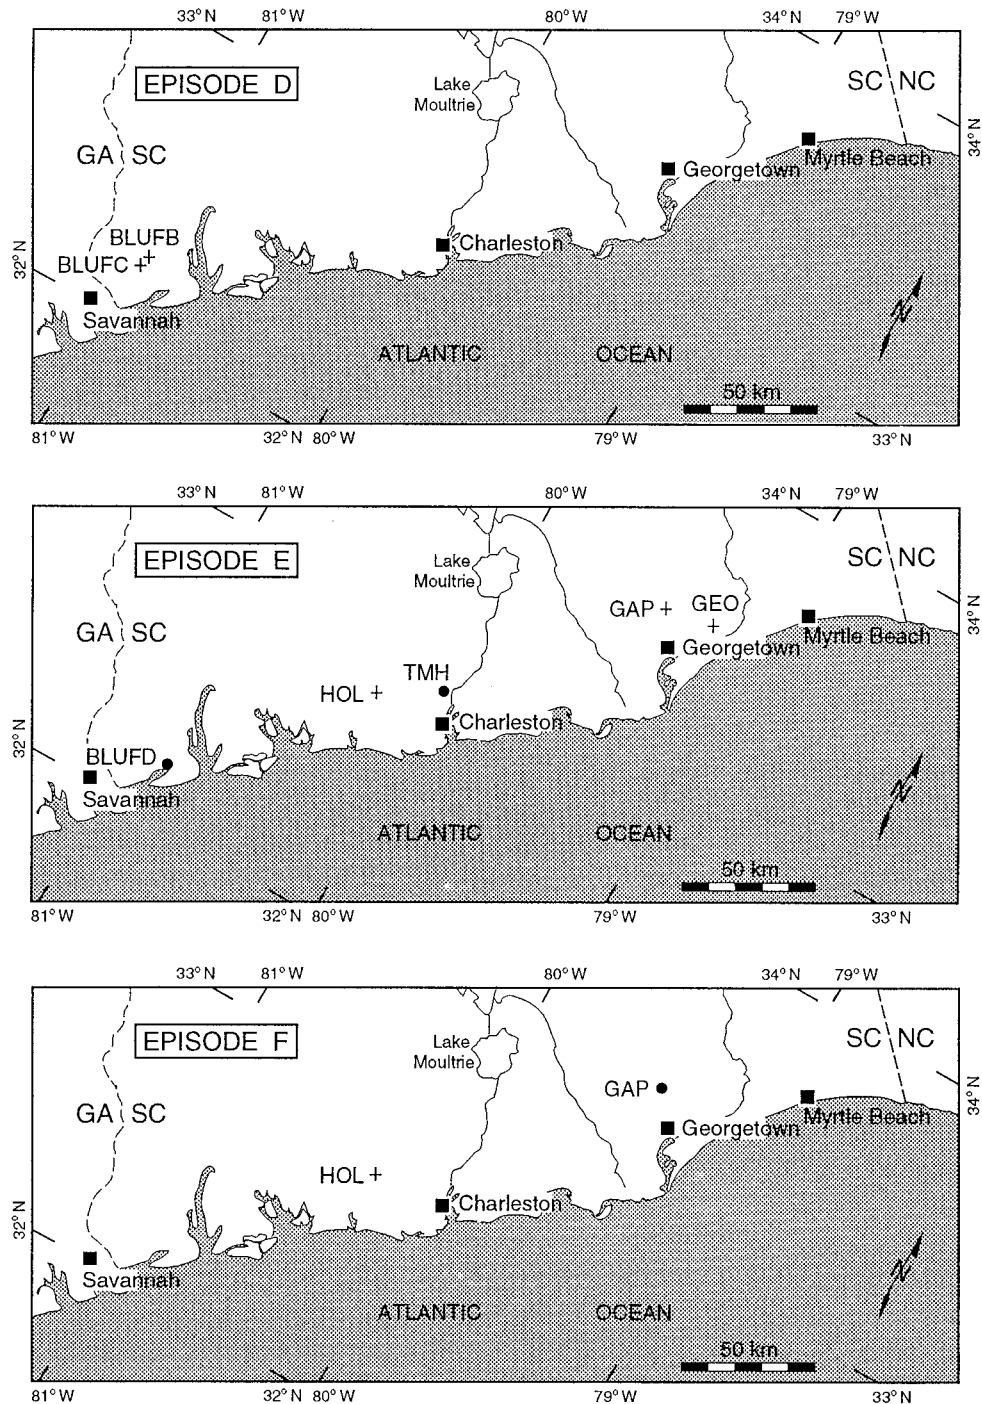 33° N 81° W 80° W 34° N 79° W
EPISODE D
Lake
Moultrie
SC NC
34° N
GA SC
Myrtle Beach
Georgetown
BLUFB
Charleston
32° N
BLUFC
Savannah
N
ATLANTIC OCEAN
50 km
81° W 32° N 80° W 79° W 33° N
33° N 81° W 80° W 34° N 79° W
EPISODE E
Lake
Moultrie
SC NC
34° N
GAP GEO
GA SC
Myrtle Beach
Georgetown
TMH
HOL
Charleston
32° N
BLUFD
Savannah
N
ATLANTIC OCEAN
50 km
81° W 32° N 80° W 79° W 33° N
33° N 81° W 80° W 34° N 79° W
EPISODE F
Lake
Moultrie
SC NC
34° N
GAP
GA SC
Myrtle Beach
Georgetown
HOL
Charleston
32° N
Savannah
N
ATLANTIC OCEAN
50 km
81° W 32° N 80° W 79° W 33° N